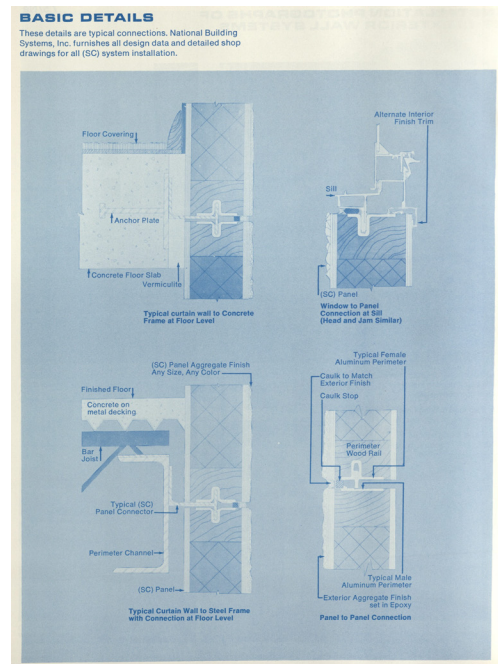 BASIC DETAILS
These details are typical connections. National Building
Systems, Inc. furnishes all design data and detailed shop
drawings for all (SC) system installation.
Floor Covering
Anchor Plate
Concrete Floor Slab
Vermiculite
Typical curtain wall to Concrete
Frame at Floor Level
Alternate Interior
Finish Trim
Sill
(SC) Panel
Window to Panel
Connection at Sill
(Head and Jam Similar)
(SC) Panel Aggregate Finish
Any Size, Any Color
Finished Floor
Concrete on
metal decking
Bar
Joist
Typical (SC)
Panel Connector
Perimeter Channel
(SC) Panel
Typical Curtain Wall to Steel Frame
with Connection at Floor Level
Typical Female
Aluminum Perimeter
Caulk to Match
Exterior Finish
Caulk Stop
Perimeter
Wood Rail
Typical Male
Aluminum Perimeter
Exterior Aggregate Finish
set in Epoxy
Panel to Panel Connection